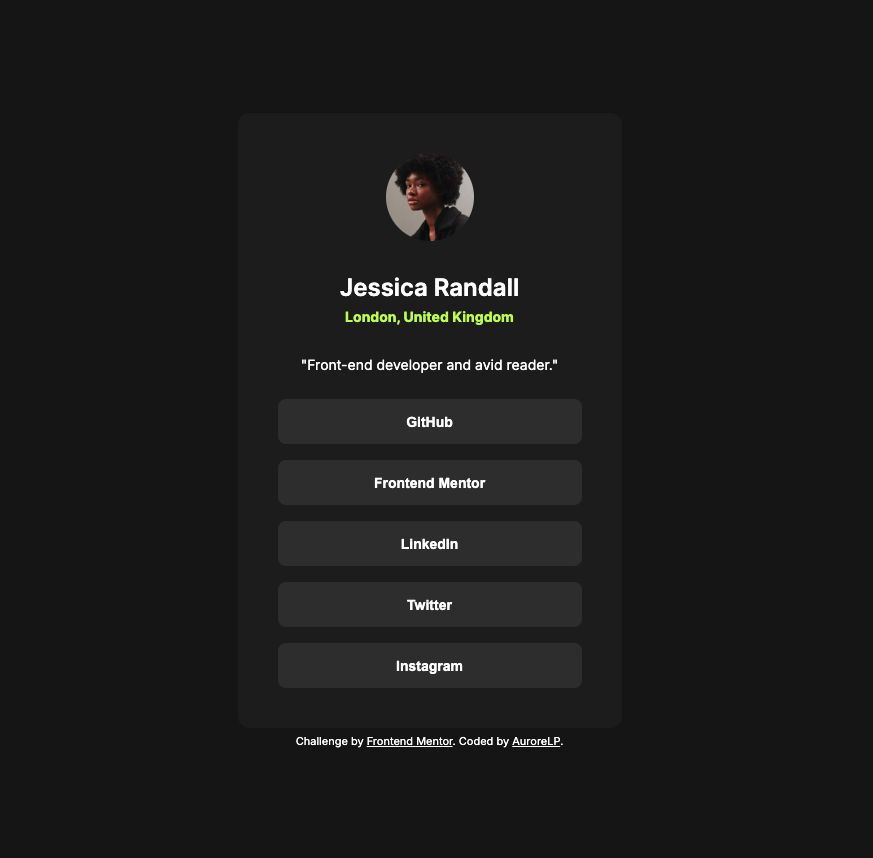 Jessica Randall
London, United Kingdom
"Front-end developer and avid reader."
GitHub
Frontend Mentor
LinkedIn
Twitter
Instagram
Challenge by Frontend Mentor. Coded by AuroreLP.